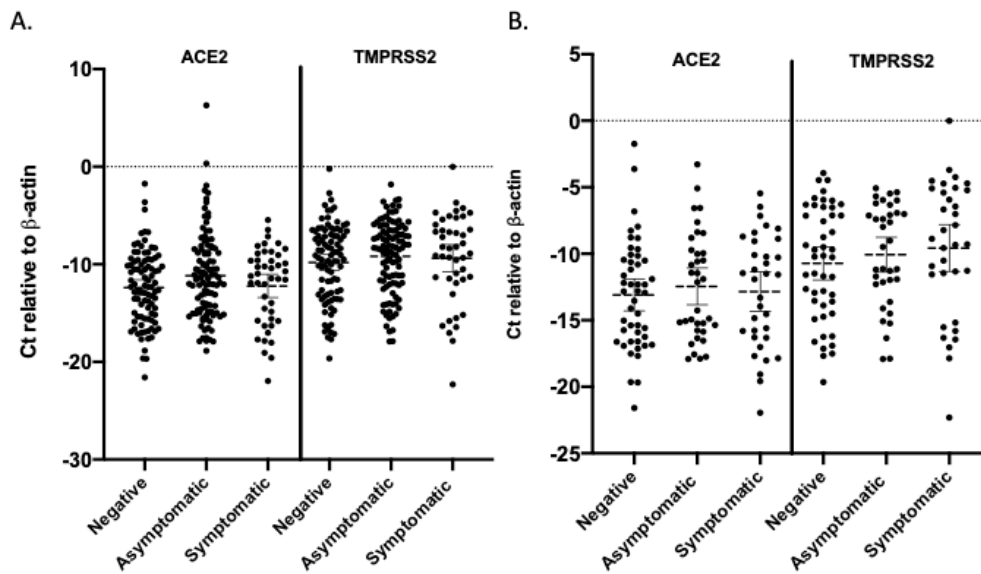 A.
ACE2 TMPRSS2
Ct relative to β-actin
10
0
-10
-20
-30
Negative
Asymptomatic
Symptomatic
Negative
Asymptomatic
Symptomatic
B.
ACE2 TMPRSS2
Ct relative to β-actin
5
0
-5
-10
-15
-20
-25
Negative
Asymptomatic
Symptomatic
Negative
Asymptomatic
Symptomatic